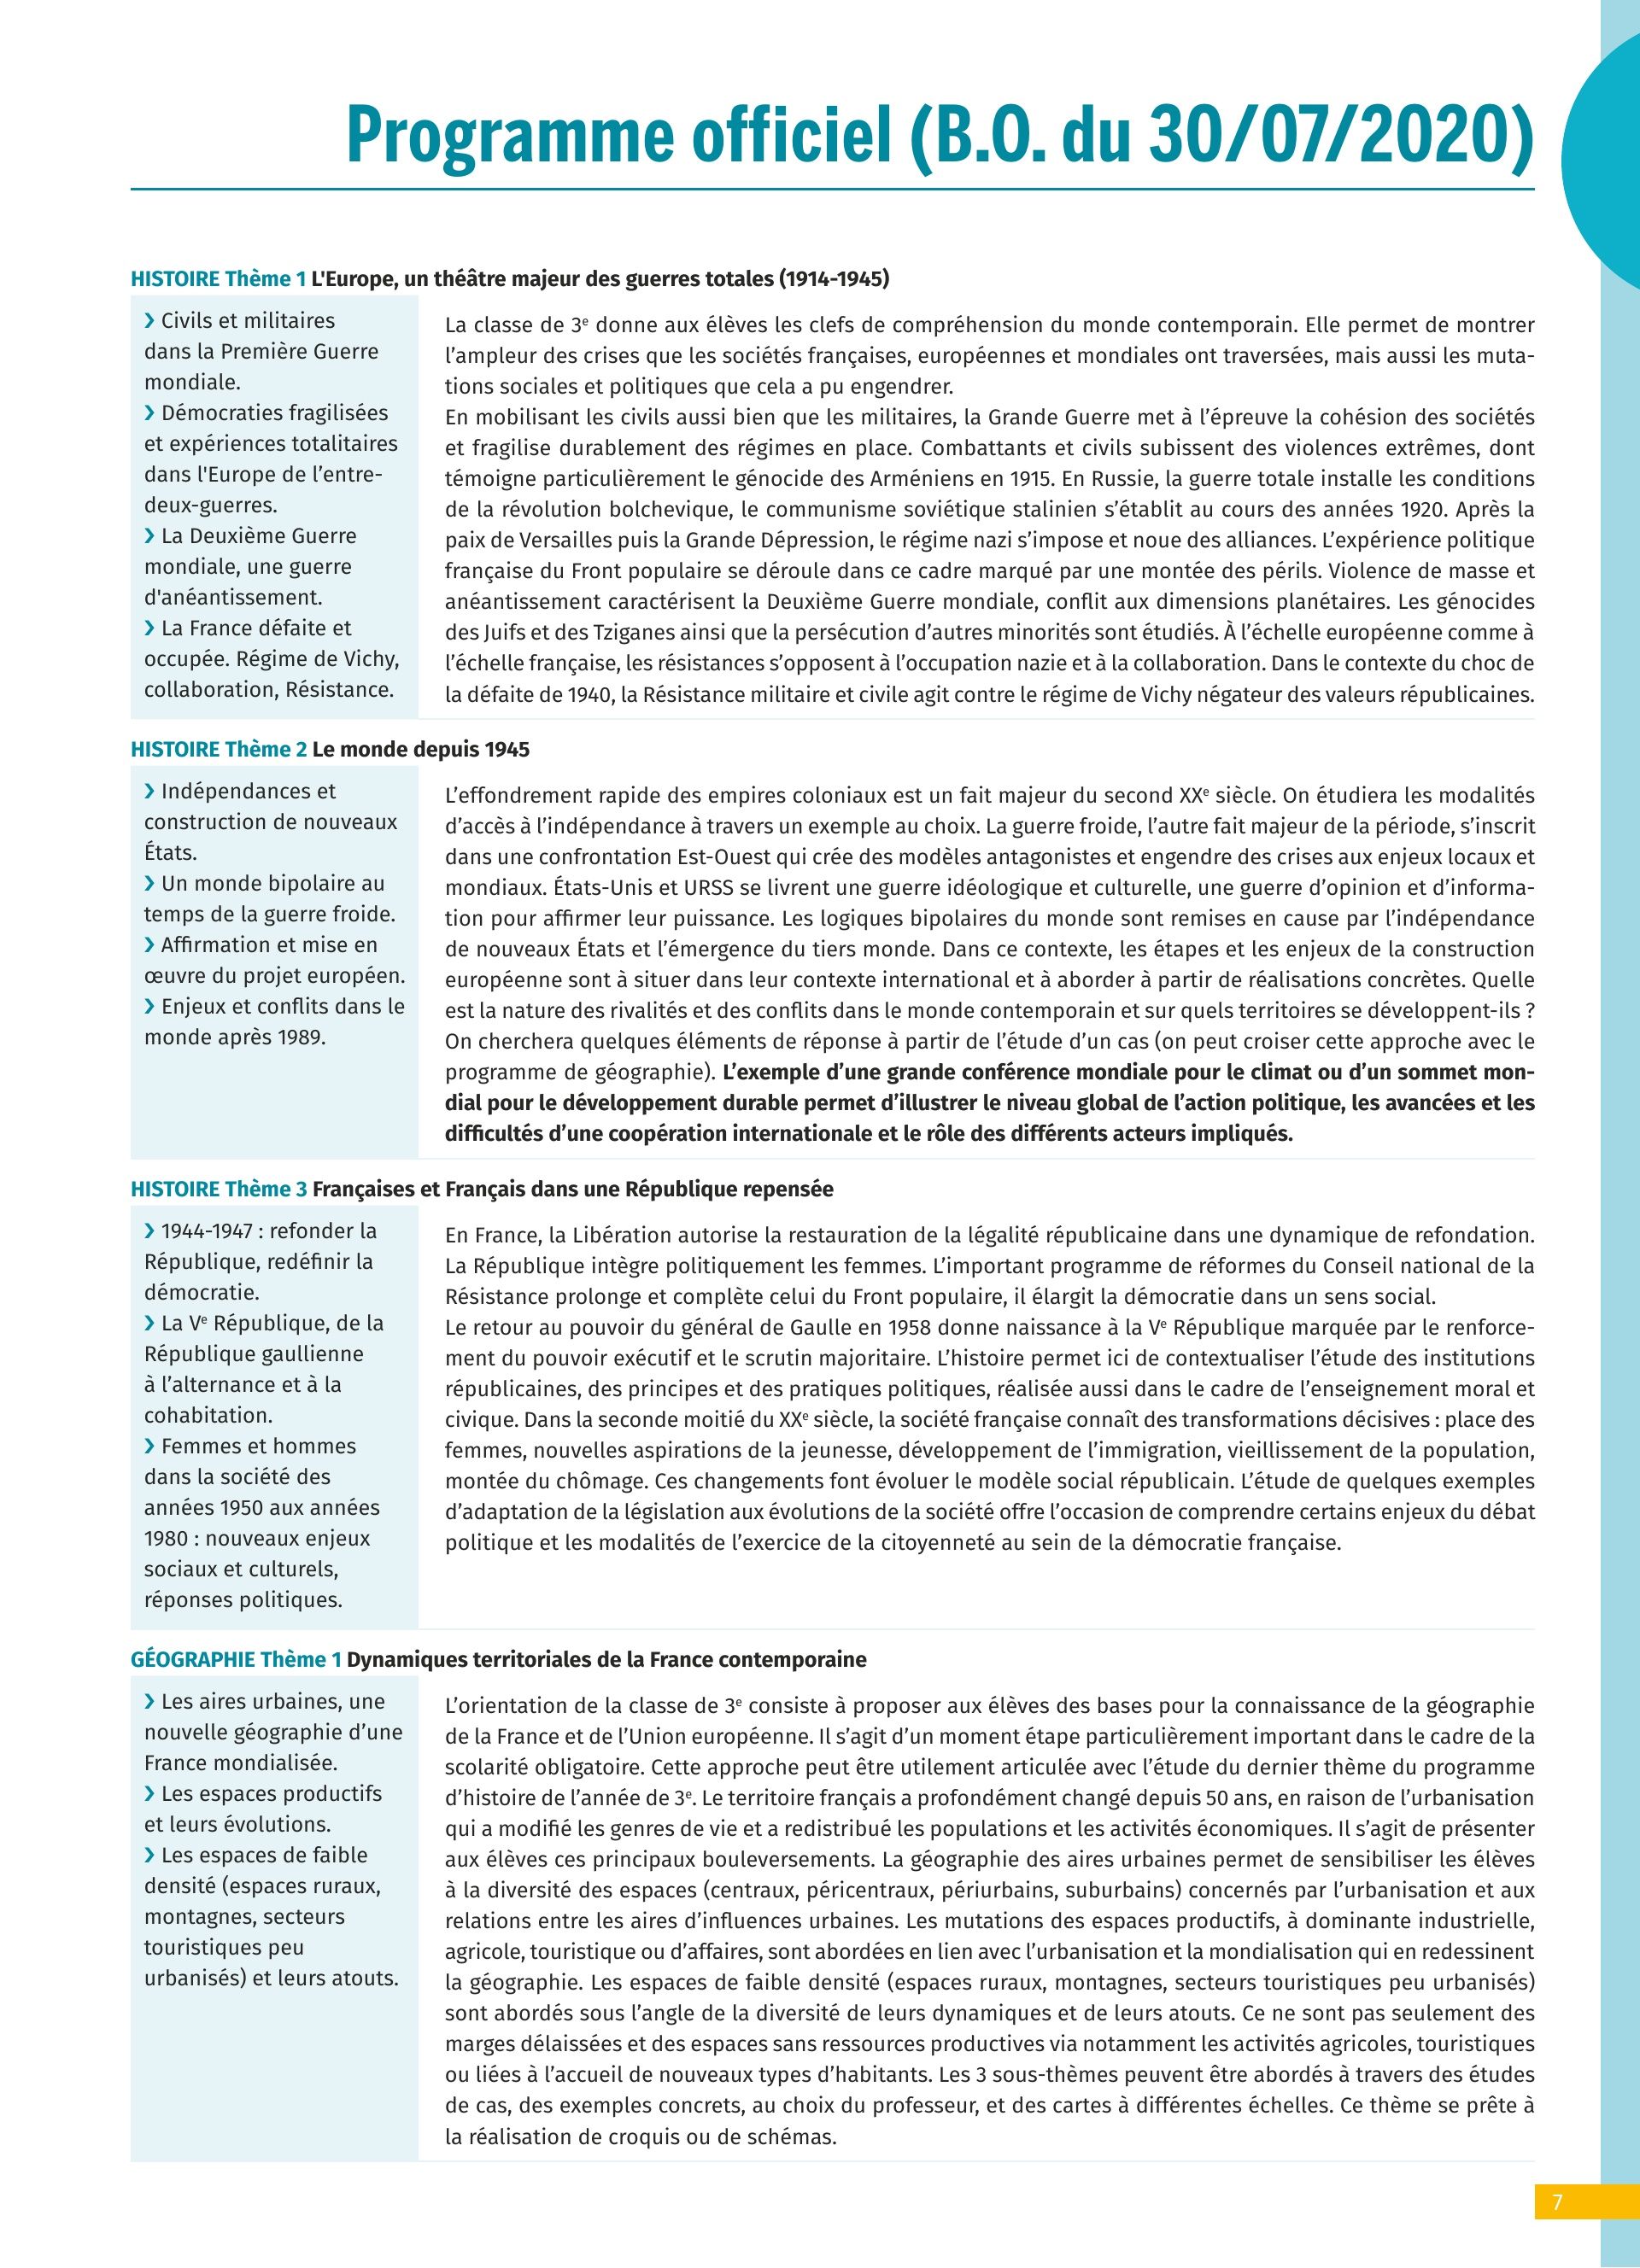 Programme officiel (B.O. du 30/07/2020)
HISTOIRE Thème 1 L'Europe, un théâtre majeur des guerres totales (1914-1945)
❯ Civils et militaires
dans la Première Guerre
mondiale.
❯ Démocraties fragilisées
et expériences totalitaires
dans l'Europe de l’entre-
deux-guerres.
❯ La Deuxième Guerre
mondiale, une guerre
d'anéantissement.
❯ La France défaite et
occupée. Régime de Vichy,
collaboration, Résistance.
La classe de 3e donne aux élèves les clefs de compréhension du monde contemporain. Elle permet de montrer
l’ampleur des crises que les sociétés françaises, européennes et mondiales ont traversées, mais aussi les muta-
tions sociales et politiques que cela a pu engendrer.
En mobilisant les civils aussi bien que les militaires, la Grande Guerre met à l’épreuve la cohésion des sociétés
et fragilise durablement des régimes en place. Combattants et civils subissent des violences extrêmes, dont
témoigne particulièrement le génocide des Arméniens en 1915. En Russie, la guerre totale installe les conditions
de la révolution bolchevique, le communisme soviétique stalinien s’établit au cours des années 1920. Après la
paix de Versailles puis la Grande Dépression, le régime nazi s’impose et noue des alliances. L’expérience politique
française du Front populaire se déroule dans ce cadre marqué par une montée des périls. Violence de masse et
anéantissement caractérisent la Deuxième Guerre mondiale, conflit aux dimensions planétaires. Les génocides
des Juifs et des Tziganes ainsi que la persécution d’autres minorités sont étudiés. À l’échelle européenne comme à
l’échelle française, les résistances s’opposent à l’occupation nazie et à la collaboration. Dans le contexte du choc de
la défaite de 1940, la Résistance militaire et civile agit contre le régime de Vichy négateur des valeurs républicaines.
HISTOIRE Thème 2 Le monde depuis 1945
❯ Indépendances et
construction de nouveaux
États.
❯ Un monde bipolaire au
temps de la guerre froide.
❯ Affirmation et mise en
œuvre du projet européen.
❯ Enjeux et conflits dans le
monde après 1989.
L’effondrement rapide des empires coloniaux est un fait majeur du second XXe siècle. On étudiera les modalités
d’accès à l’indépendance à travers un exemple au choix. La guerre froide, l’autre fait majeur de la période, s’inscrit
dans une confrontation Est-Ouest qui crée des modèles antagonistes et engendre des crises aux enjeux locaux et
mondiaux. États-Unis et URSS se livrent une guerre idéologique et culturelle, une guerre d’opinion et d’informa-
tion pour affirmer leur puissance. Les logiques bipolaires du monde sont remises en cause par l’indépendance
de nouveaux États et l’émergence du tiers monde. Dans ce contexte, les étapes et les enjeux de la construction
européenne sont à situer dans leur contexte international et à aborder à partir de réalisations concrètes. Quelle
est la nature des rivalités et des conflits dans le monde contemporain et sur quels territoires se développent-ils ?
On cherchera quelques éléments de réponse à partir de l’étude d’un cas (on peut croiser cette approche avec le
programme de géographie). L’exemple d’une grande conférence mondiale pour le climat ou d’un sommet mon-
dial pour le développement durable permet d’illustrer le niveau global de l’action politique, les avancées et les
difficultés d’une coopération internationale et le rôle des différents acteurs impliqués.
HISTOIRE Thème 3 Françaises et Français dans une République repensée
❯ 1944-1947 : refonder la
République, redéfinir la
démocratie.
❯ La Ve République, de la
République gaullienne
à l’alternance et à la
cohabitation.
❯ Femmes et hommes
dans la société des
années 1950 aux années
1980 : nouveaux enjeux
sociaux et culturels,
réponses politiques.
En France, la Libération autorise la restauration de la légalité républicaine dans une dynamique de refondation.
La République intègre politiquement les femmes. L’important programme de réformes du Conseil national de la
Résistance prolonge et complète celui du Front populaire, il élargit la démocratie dans un sens social.
Le retour au pouvoir du général de Gaulle en 1958 donne naissance à la Ve République marquée par le renforce-
ment du pouvoir exécutif et le scrutin majoritaire. L’histoire permet ici de contextualiser l’étude des institutions
républicaines, des principes et des pratiques politiques, réalisée aussi dans le cadre de l’enseignement moral et
civique. Dans la seconde moitié du XXe siècle, la société française connaît des transformations décisives : place des
femmes, nouvelles aspirations de la jeunesse, développement de l’immigration, vieillissement de la population,
montée du chômage. Ces changements font évoluer le modèle social républicain. L’étude de quelques exemples
d’adaptation de la législation aux évolutions de la société offre l’occasion de comprendre certains enjeux du débat
politique et les modalités de l’exercice de la citoyenneté au sein de la démocratie française.
GÉOGRAPHIE Thème 1 Dynamiques territoriales de la France contemporaine
❯ Les aires urbaines, une
nouvelle géographie d’une
France mondialisée.
❯ Les espaces productifs
et leurs évolutions.
❯ Les espaces de faible
densité (espaces ruraux,
montagnes, secteurs
touristiques peu
urbanisés) et leurs atouts.
L’orientation de la classe de 3e consiste à proposer aux élèves des bases pour la connaissance de la géographie
de la France et de l’Union européenne. Il s’agit d’un moment étape particulièrement important dans le cadre de la
scolarité obligatoire. Cette approche peut être utilement articulée avec l’étude du dernier thème du programme
d’histoire de l’année de 3e. Le territoire français a profondément changé depuis 50 ans, en raison de l’urbanisation
qui a modifié les genres de vie et a redistribué les populations et les activités économiques. Il s’agit de présenter
aux élèves ces principaux bouleversements. La géographie des aires urbaines permet de sensibiliser les élèves
à la diversité des espaces (centraux, péricentraux, périurbains, suburbains) concernés par l’urbanisation et aux
relations entre les aires d’influences urbaines. Les mutations des espaces productifs, à dominante industrielle,
agricole, touristique ou d’affaires, sont abordées en lien avec l’urbanisation et la mondialisation qui en redessinent
la géographie. Les espaces de faible densité (espaces ruraux, montagnes, secteurs touristiques peu urbanisés)
sont abordés sous l’angle de la diversité de leurs dynamiques et de leurs atouts. Ce ne sont pas seulement des
marges délaissées et des espaces sans ressources productives via notamment les activités agricoles, touristiques
ou liées à l’accueil de nouveaux types d’habitants. Les 3 sous-thèmes peuvent être abordés à travers des études
de cas, des exemples concrets, au choix du professeur, et des cartes à différentes échelles. Ce thème se prête à
la réalisation de croquis ou de schémas.
7